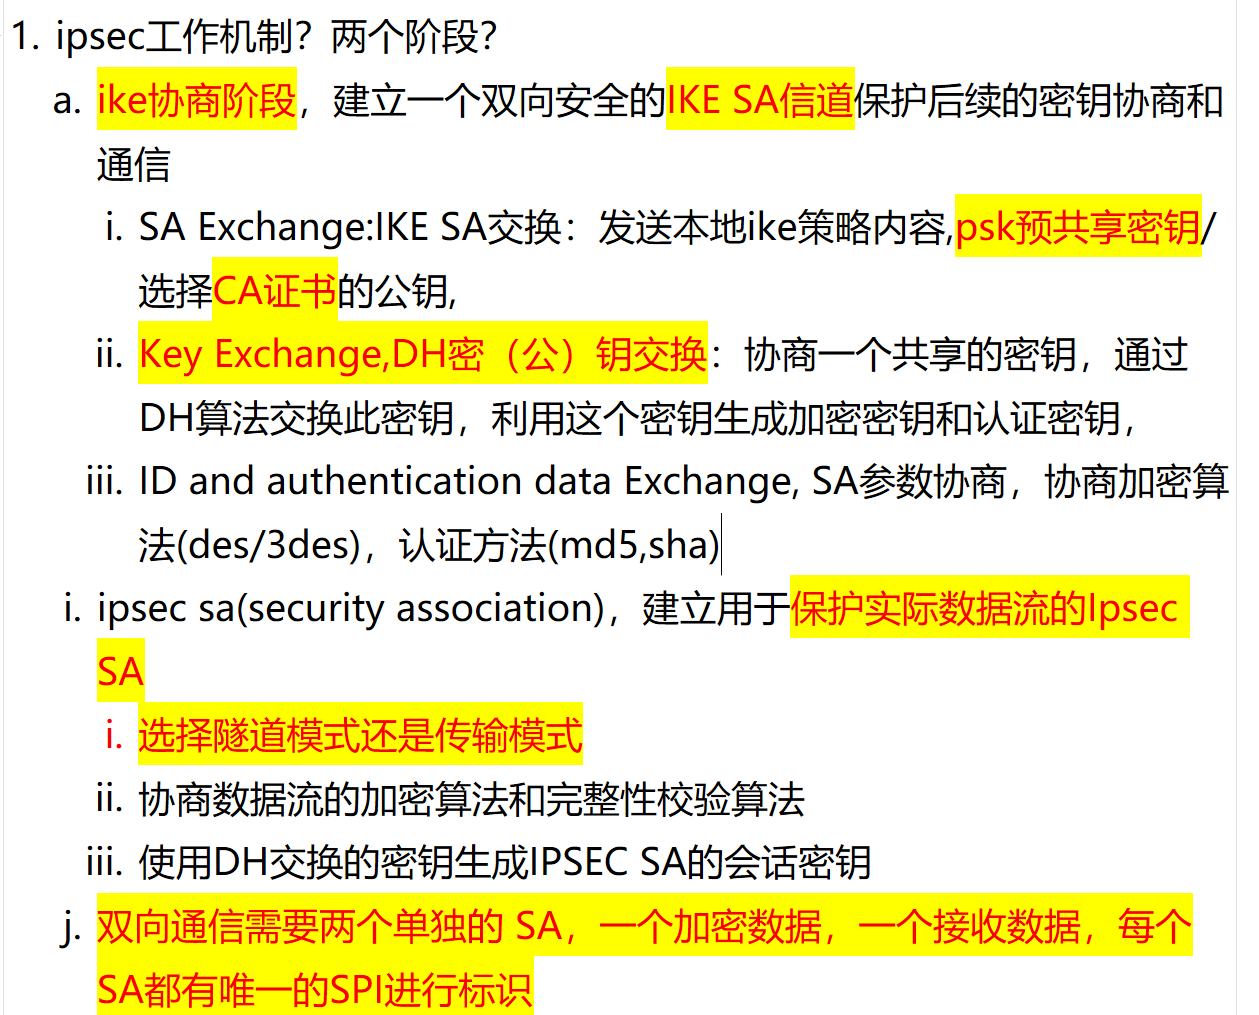 1. ipsec工作机制？两个阶段？
a. ike协商阶段，建立一个双向安全的IKE SA信道保护后续的密钥协商和
通信
i. SA Exchange:IKE SA交换：发送本地ike策略内容,psk预共享密钥/
选择CA证书的公钥,
ii. Key Exchange,DH密（公）钥交换：协商一个共享的密钥，通过
DH算法交换此密钥，利用这个密钥生成加密密钥和认证密钥，
iii. ID and authentication data Exchange, SA参数协商，协商加密算
法(des/3des)，认证方法(md5,sha)
i. ipsec sa(security association)，建立用于保护实际数据流的Ipsec
SA
i. 选择隧道模式还是传输模式
ii. 协商数据流的加密算法和完整性校验算法
iii. 使用DH交换的密钥生成IPSEC SA的会话密钥
j. 双向通信需要两个单独的 SA，一个加密数据，一个接收数据，每个
SA都有唯一的SPI进行标识